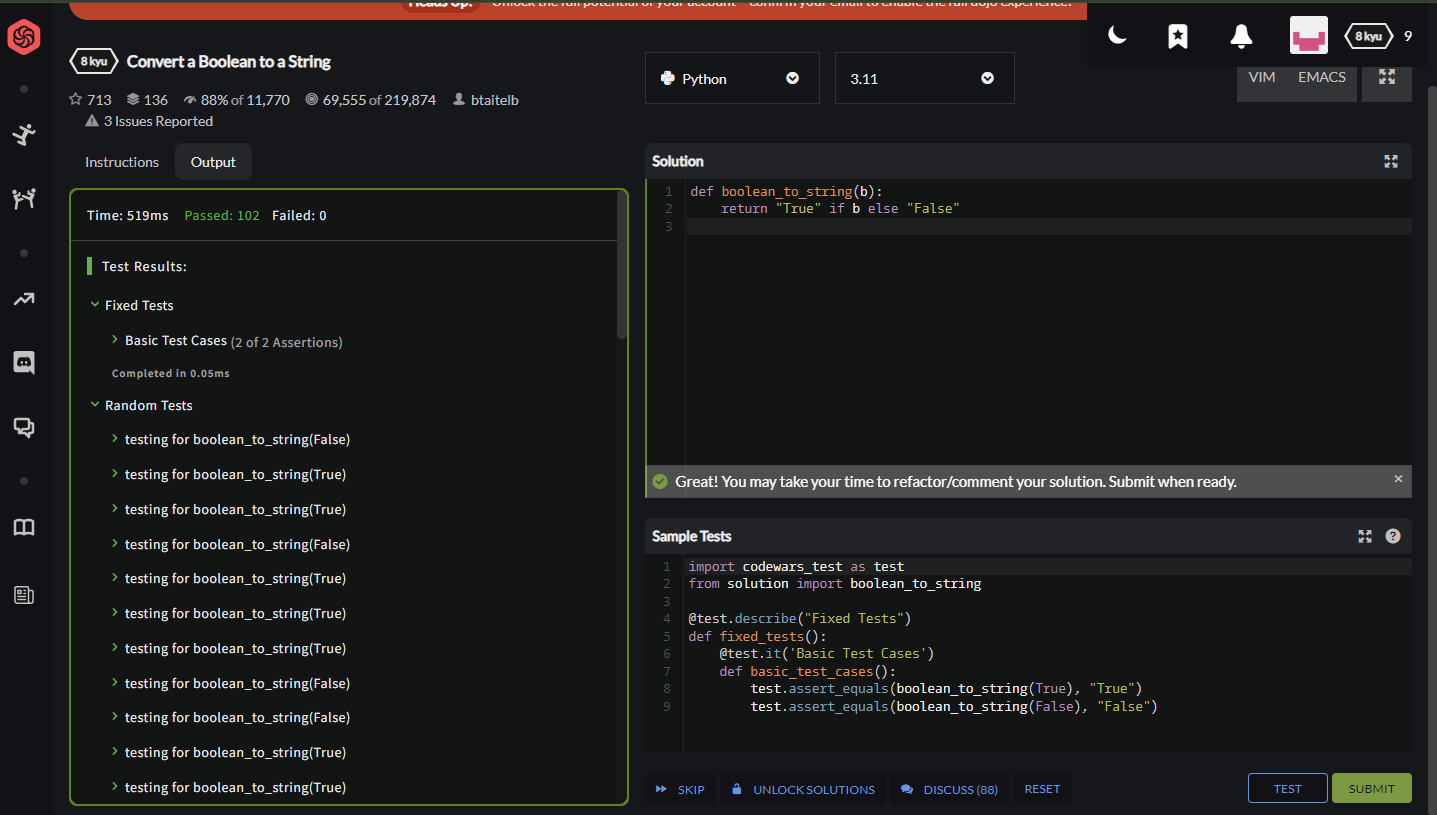 Heads Up! Unlock the full potential of your account - confirm your email to enable the full dojo experience.
8 kyu 9
8 kyu Convert a Boolean to a String
713 136 88% of 11,770 69,555 of 219,874 btaitelb
3 Issues Reported
Python 3.11
VIM EMACS
Instructions Output
Time: 519ms Passed: 102 Failed: 0
Test Results:
Fixed Tests
Basic Test Cases (2 of 2 Assertions)
Completed in 0.05ms
Random Tests
testing for boolean_to_string(False)
testing for boolean_to_string(True)
testing for boolean_to_string(True)
testing for boolean_to_string(False)
testing for boolean_to_string(True)
testing for boolean_to_string(True)
testing for boolean_to_string(True)
testing for boolean_to_string(False)
testing for boolean_to_string(False)
testing for boolean_to_string(True)
testing for boolean_to_string(True)
Solution
1 def boolean_to_string(b):
2     return "True" if b else "False"
3
Great! You may take your time to refactor/comment your solution. Submit when ready.
Sample Tests
1 import codewars_test as test
2 from solution import boolean_to_string
3
4 @test.describe("Fixed Tests")
5 def fixed_tests():
6     @test.it('Basic Test Cases')
7     def basic_test_cases():
8         test.assert_equals(boolean_to_string(True), "True")
9         test.assert_equals(boolean_to_string(False), "False")
SKIP UNLOCK SOLUTIONS DISCUSS (88) RESET TEST SUBMIT